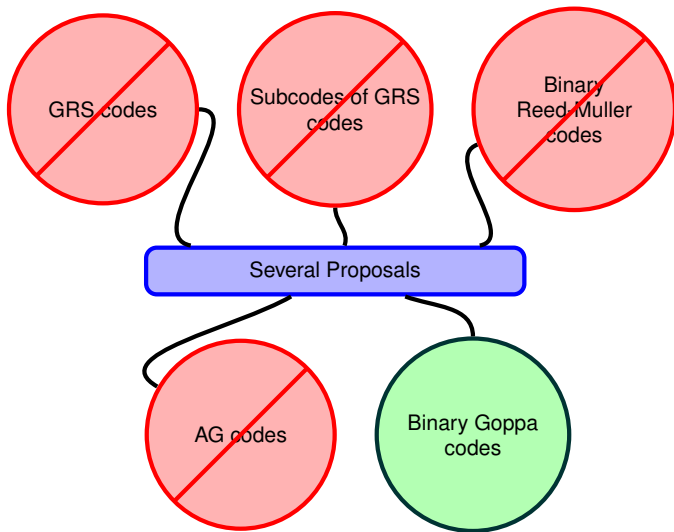 GRS codes
Subcodes of GRS
codes
Binary
Reed-Muller
codes
Several Proposals
AG codes
Binary Goppa
codes